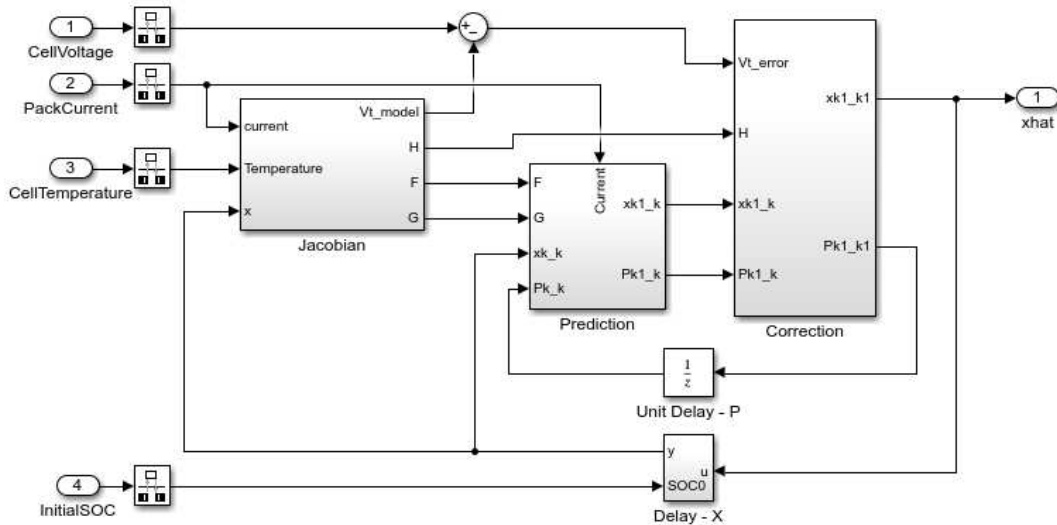 1
CellVoltage
2
PackCurrent
3
CellTemperature
current
Temperature
x
Vt_model
H
F
G
Jacobian
Current
F
G
xk_k
Pk_k
xk1_k
Pk1_k
Prediction
Vt_error
H
xk1_k
Pk1_k
xk1_k1
Pk1_k1
Correction
1
xhat
1
z
Unit Delay - P
y
u
SOC0
Delay - X
4
InitialSOC
+
−